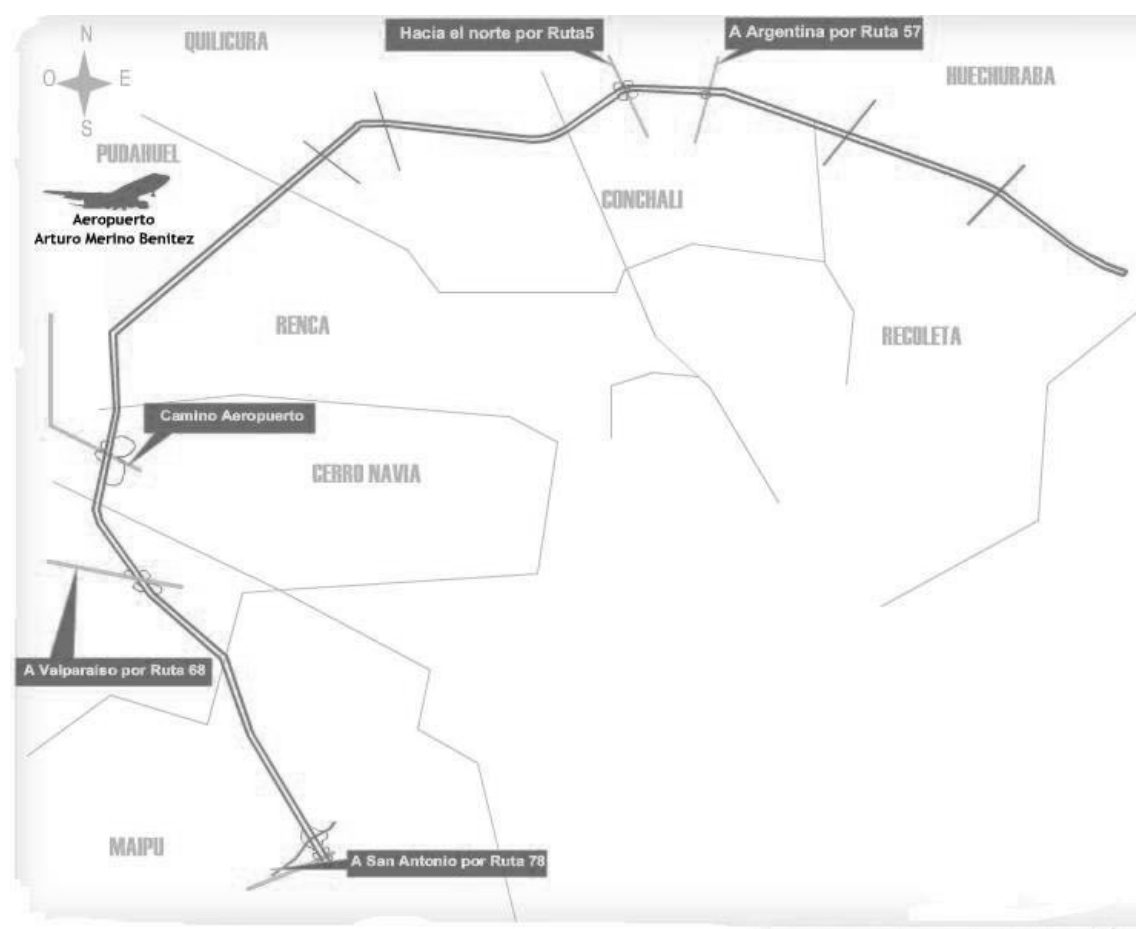 N
QUILICURA
Hacia el norte por Ruta5
A Argentina por Ruta 57
O
E
HUECHURABA
S
PUDAHUEL
Aeropuerto
Arturo Merino Benitez
CONCHALI
RENCA
RECOLETA
Camino Aeropuerto
CERRO NAVIA
A Valparaiso por Ruta 68
MAIPU
A San Antonio por Ruta 78